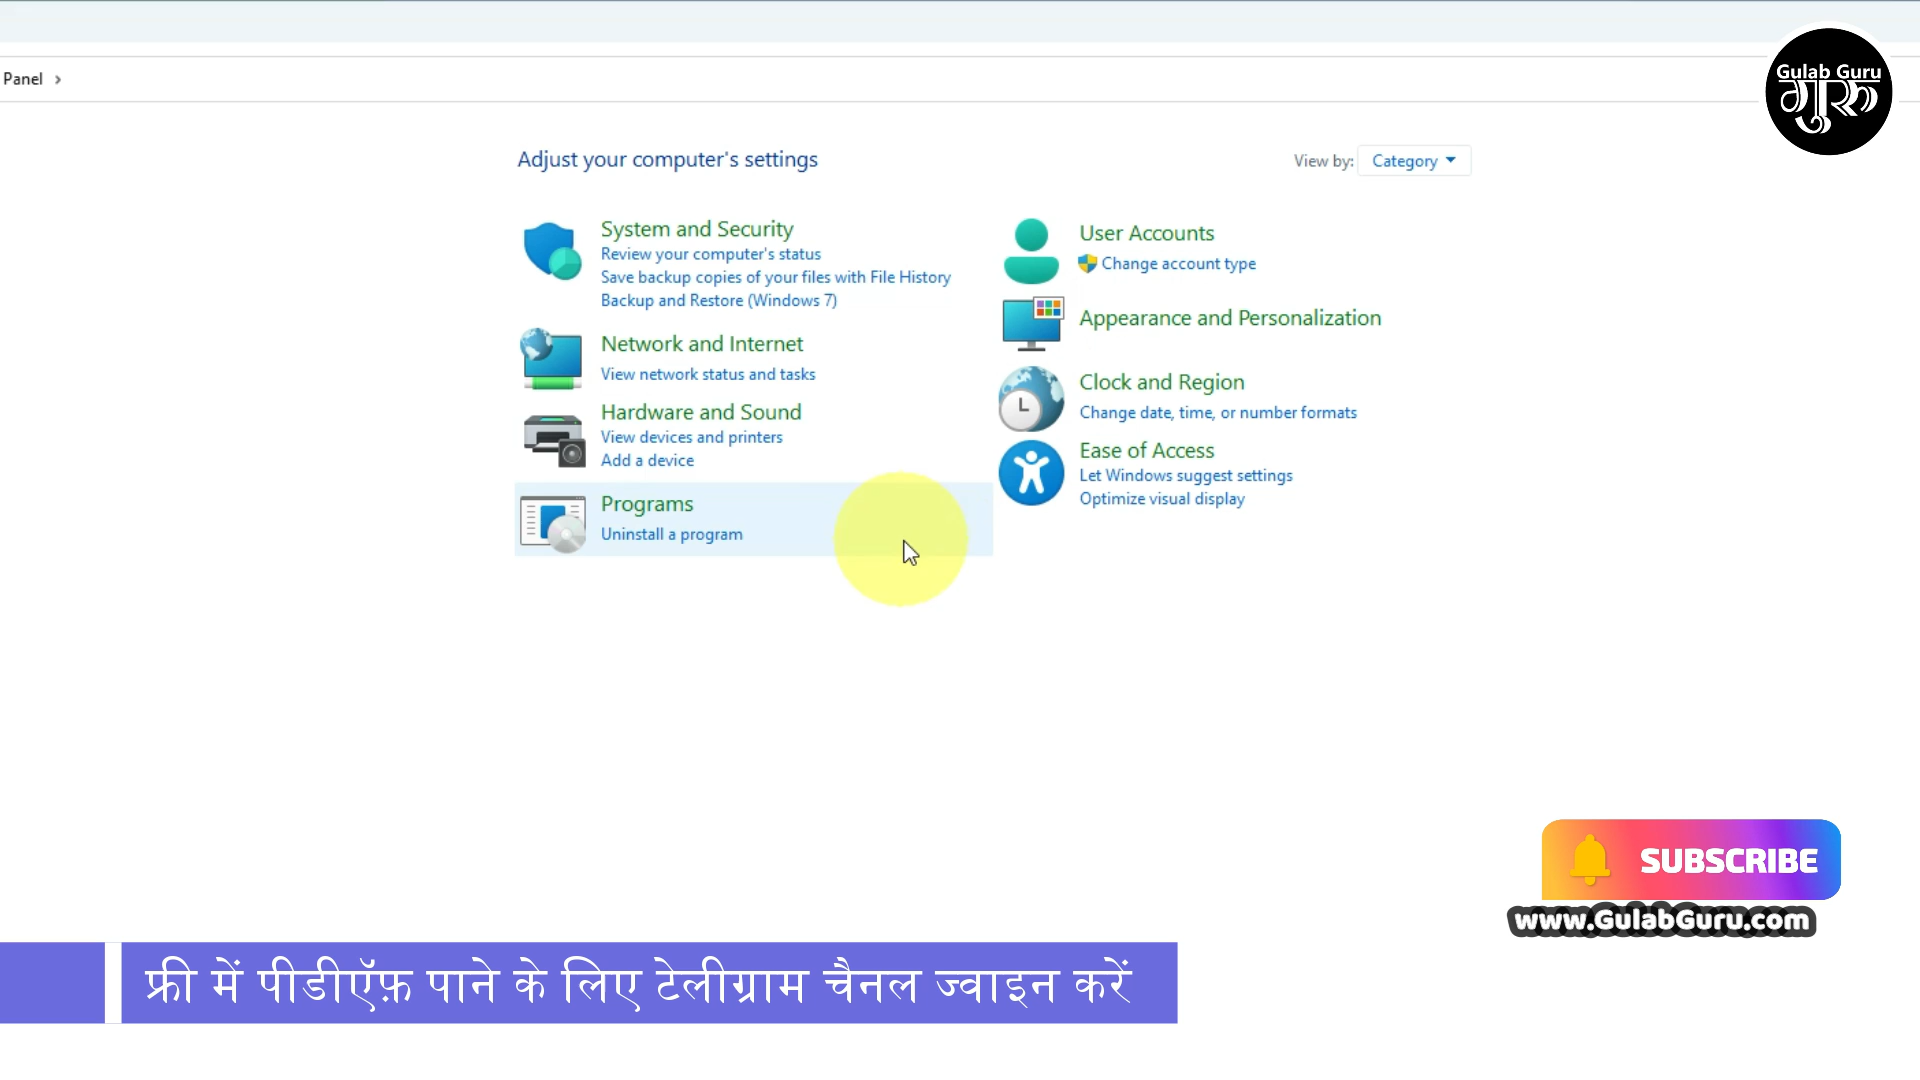 Panel >
Gulab Guru
गुरु
Adjust your computer's settings
View by: Category
System and Security
Review your computer's status
Save backup copies of your files with File History
Backup and Restore (Windows 7)
Network and Internet
View network status and tasks
Hardware and Sound
View devices and printers
Add a device
Programs
Uninstall a program
User Accounts
Change account type
Appearance and Personalization
Clock and Region
Change date, time, or number formats
Ease of Access
Let Windows suggest settings
Optimize visual display
SUBSCRIBE
www.GulabGuru.com
फ्री में पीडीऍफ़ पाने के लिए टेलीग्राम चैनल ज्वाइन करें